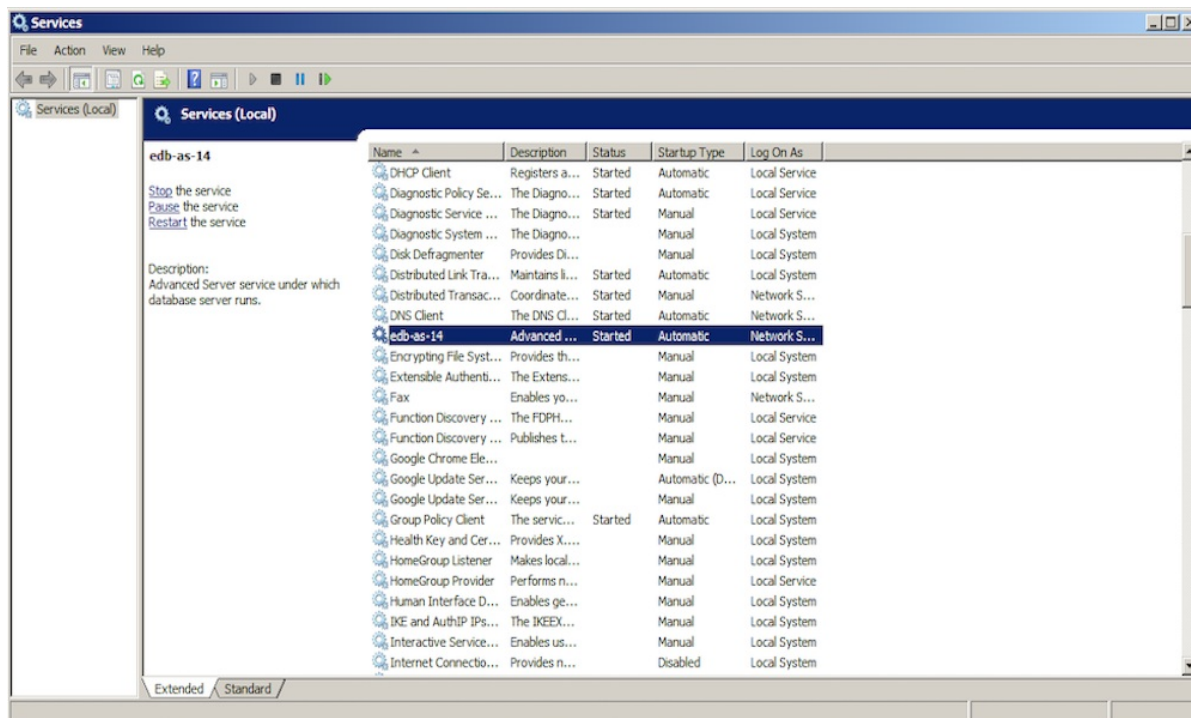 Services
File Action View Help
Services (Local)
Services (Local)
edb-as-14
Stop the service
Pause the service
Restart the service
Description:
Advanced Server service under which
database server runs.
Name Description Status Startup Type Log On As
DHCP Client Registers a... Started Automatic Local Service
Diagnostic Policy Se... The Diagno... Started Automatic Local Service
Diagnostic Service ... The Diagno... Started Manual Local Service
Diagnostic System ... The Diagno... Manual Local System
Disk Defragmenter Provides Di... Manual Local System
Distributed Link Tra... Maintains li... Started Automatic Local System
Distributed Transac... Coordinate... Started Manual Network S...
DNS Client The DNS Cl... Started Automatic Network S...
edb-as-14 Advanced ... Started Automatic Network S...
Encrypting File Syst... Provides th... Manual Local System
Extensible Authenti... The Extens... Manual Local System
Fax Enables yo... Manual Network S...
Function Discovery ... The FDPH... Manual Local Service
Function Discovery ... Publishes t... Manual Local Service
Google Chrome Ele... Manual Local System
Google Update Ser... Keeps your... Automatic (D... Local System
Google Update Ser... Keeps your... Manual Local System
Group Policy Client The servic... Started Automatic Local System
Health Key and Cer... Provides X.... Manual Local System
HomeGroup Listener Makes local... Manual Local System
HomeGroup Provider Performs n... Manual Local Service
Human Interface D... Enables ge... Manual Local System
IKE and AuthIP IPs... The IKEEX... Manual Local System
Interactive Service... Enables us... Manual Local System
Internet Connectio... Provides n... Disabled Local System
Extended Standard